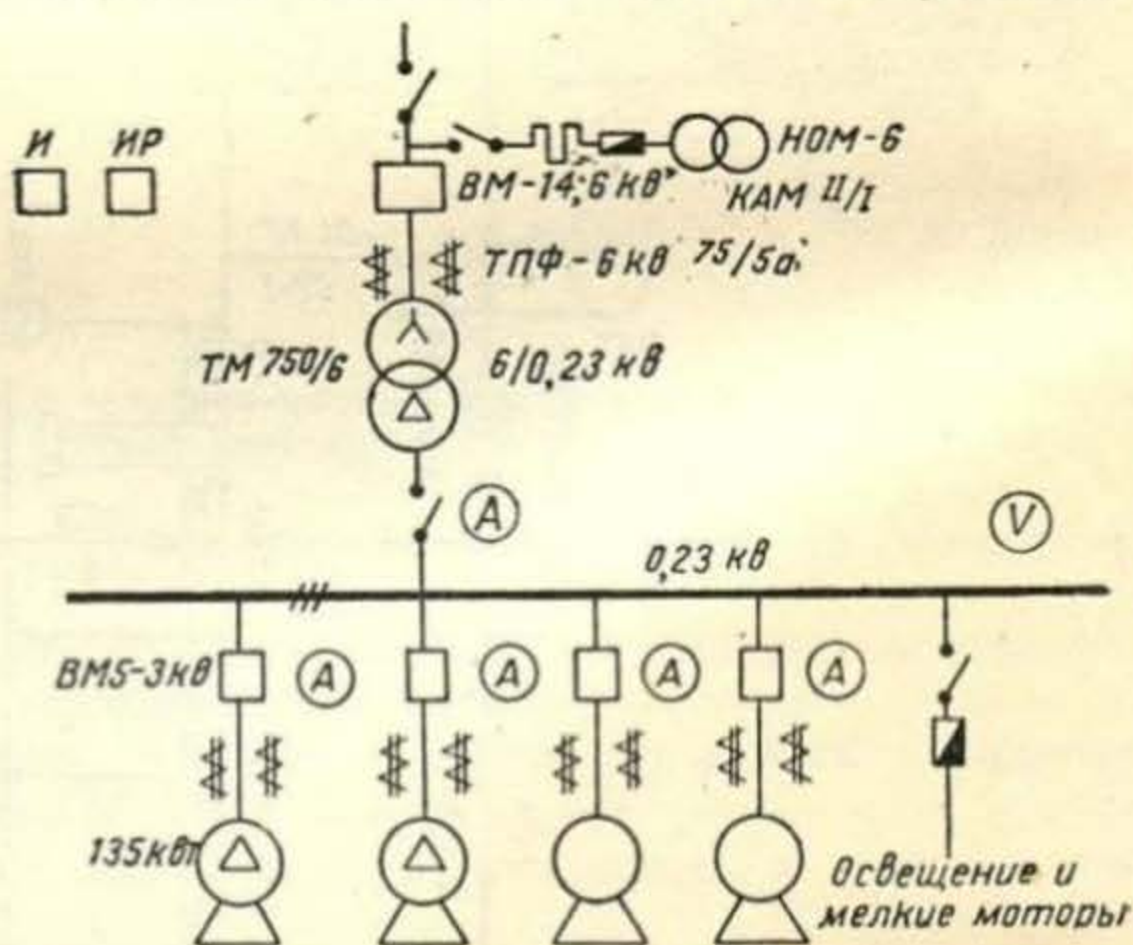 И ИР
НОМ-6
ВМ-14; 6 кв
КАМ II/I
ТПФ-6 кв 75/5а
ТМ 750/6
6/0,23 кв
А
V
0,23 кв
ВМ5-3кв
А
А
А
А
135квт
Освещение и
мелкие моторы